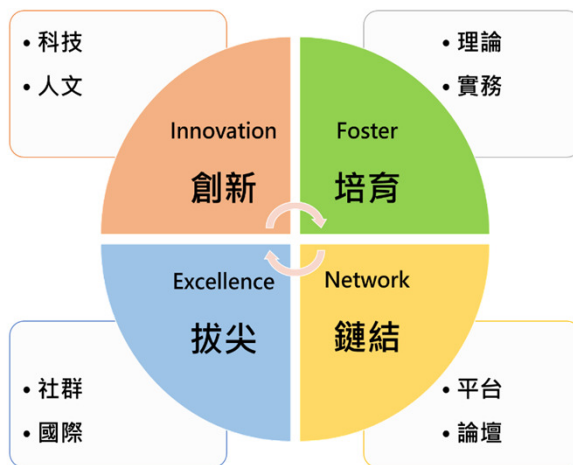 • 科技
• 人文
• 理論
• 實務
Innovation
創新
Foster
培育
Excellence
拔尖
Network
鏈結
• 社群
• 國際
• 平台
• 論壇